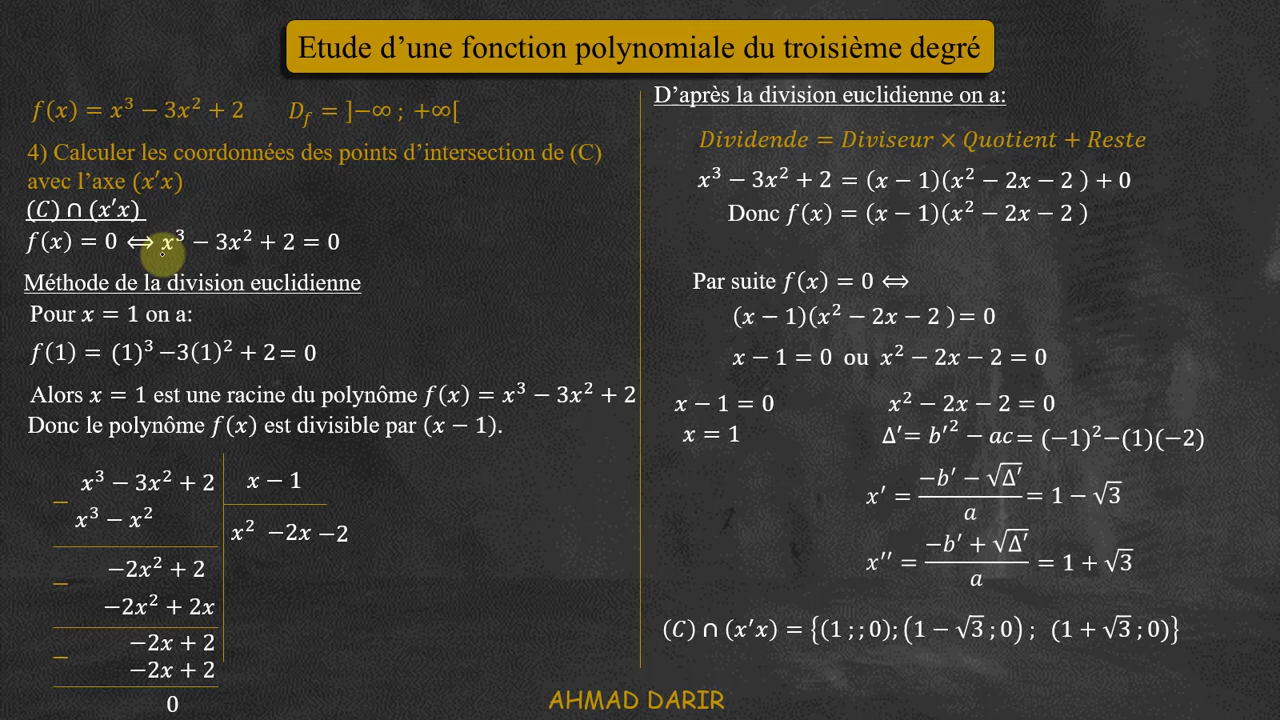 Etude d'une fonction polynomiale du troisième degré
f(x) = x³ − 3x² + 2 D_f = ]−∞ ; +∞[
4) Calculer les coordonnées des points d'intersection de (C)
avec l'axe (x′x)
(C) ∩ (x′x)
f(x) = 0 ⟺ x³ − 3x² + 2 = 0
Méthode de la division euclidienne
Pour x = 1 on a:
f(1) = (1)³ −3(1)² + 2 = 0
Alors x = 1 est une racine du polynôme f(x) = x³ − 3x² + 2
Donc le polynôme f(x) est divisible par (x − 1).
x³ − 3x² + 2 x − 1
−
x³ − x² x² −2x −2
−2x² + 2
−
−2x² + 2x
−2x + 2
−
−2x + 2
0
D'après la division euclidienne on a:
Dividende = Diviseur × Quotient + Reste
x³ − 3x² + 2 = (x − 1)(x² − 2x − 2 ) + 0
Donc f(x) = (x − 1)(x² − 2x − 2 )
Par suite f(x) = 0 ⟺
(x − 1)(x² − 2x − 2 )= 0
x − 1 = 0 ou x² − 2x − 2 = 0
x − 1 = 0 x² − 2x − 2 = 0
x = 1 Δ′= b′² − ac = (−1)²−(1)(−2)
x′ = (−b′ − √Δ′)/a = 1 − √3
x′′ = (−b′ + √Δ′)/a = 1 + √3
(C) ∩ (x′x) = {(1 ; ; 0); (1 − √3 ; 0) ; (1 + √3 ; 0)}
AHMAD DARIR